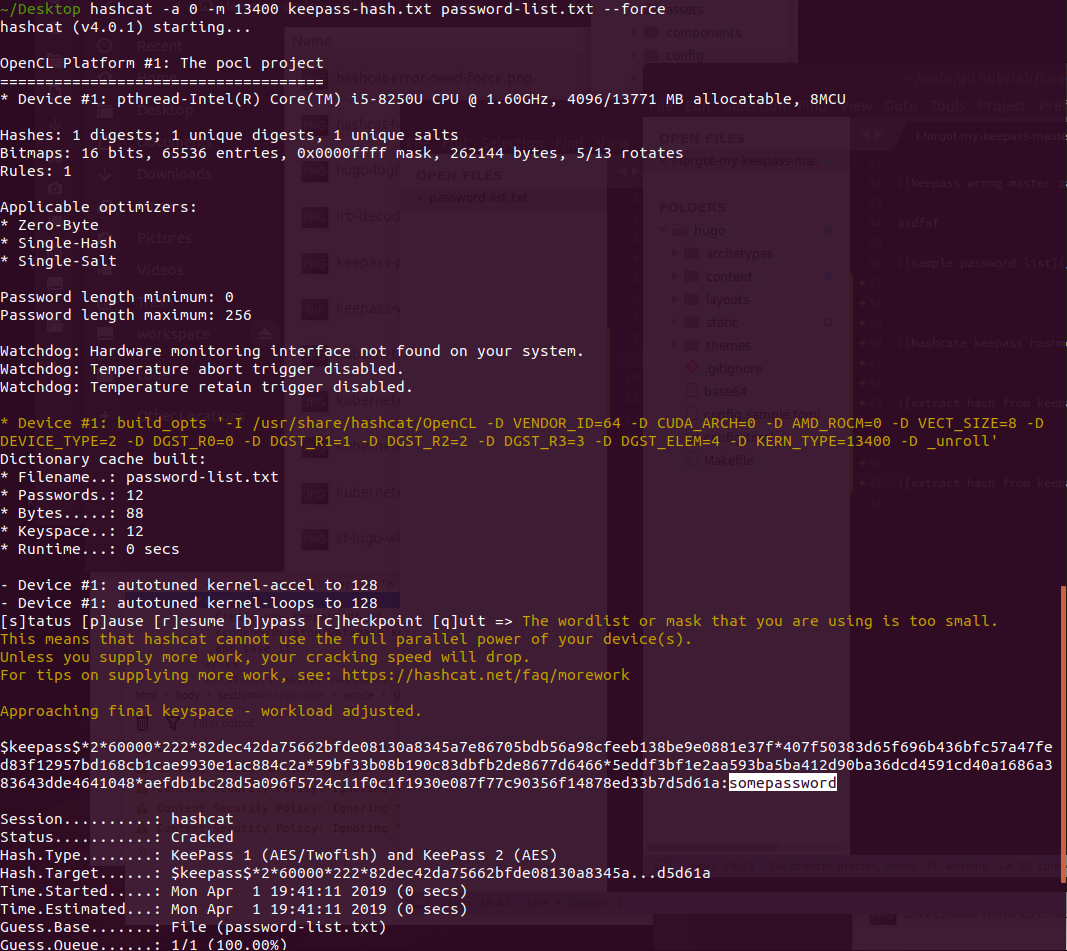 ~/Desktop hashcat -a 0 -m 13400 keepass-hash.txt password-list.txt --force
hashcat (v4.0.1) starting...
OpenCL Platform #1: The pocl project
====================================
* Device #1: pthread-Intel(R) Core(TM) i5-8250U CPU @ 1.60GHz, 4096/13771 MB allocatable, 8MCU
Hashes: 1 digests; 1 unique digests, 1 unique salts
Bitmaps: 16 bits, 65536 entries, 0x0000ffff mask, 262144 bytes, 5/13 rotates
Rules: 1
Applicable optimizers:
* Zero-Byte
* Single-Hash
* Single-Salt
Password length minimum: 0
Password length maximum: 256
Watchdog: Hardware monitoring interface not found on your system.
Watchdog: Temperature abort trigger disabled.
Watchdog: Temperature retain trigger disabled.
* Device #1: build_opts '-I /usr/share/hashcat/OpenCL -D VENDOR_ID=64 -D CUDA_ARCH=0 -D AMD_ROCM=0 -D VECT_SIZE=8 -D
DEVICE_TYPE=2 -D DGST_R0=0 -D DGST_R1=1 -D DGST_R2=2 -D DGST_R3=3 -D DGST_ELEM=4 -D KERN_TYPE=13400 -D _unroll'
Dictionary cache built:
* Filename..: password-list.txt
* Passwords.: 12
* Bytes.....: 88
* Keyspace..: 12
* Runtime...: 0 secs
- Device #1: autotuned kernel-accel to 128
- Device #1: autotuned kernel-loops to 128
[s]tatus [p]ause [r]esume [b]ypass [c]heckpoint [q]uit => The wordlist or mask that you are using is too small.
This means that hashcat cannot use the full parallel power of your device(s).
Unless you supply more work, your cracking speed will drop.
For tips on supplying more work, see: https://hashcat.net/faq/morework
Approaching final keyspace - workload adjusted.
$keepass$*2*60000*222*82dec42da75662bfde08130a8345a7e86705bdb56a98cfeeb138be9e0881e37f*407f50383d65f696b436bfc57a47fe
d83f12957bd168cb1cae9930e1ac884c2a*59bf33b08b190c83dbfb2de8677d6466*5eddf3bf1e2aa593ba5ba412d90ba36dcd4591cd40a1686a3
83643dde4641048*aefdb1bc28d5a096f5724c11f0c1f1930e087f77c90356f14878ed33b7d5d61a:somepassword
Session..........: hashcat
Status...........: Cracked
Hash.Type........: KeePass 1 (AES/Twofish) and KeePass 2 (AES)
Hash.Target......: $keepass$*2*60000*222*82dec42da75662bfde08130a8345a...d5d61a
Time.Started.....: Mon Apr  1 19:41:11 2019 (0 secs)
Time.Estimated...: Mon Apr  1 19:41:11 2019 (0 secs)
Guess.Base.......: File (password-list.txt)
Guess.Queue......: 1/1 (100.00%)